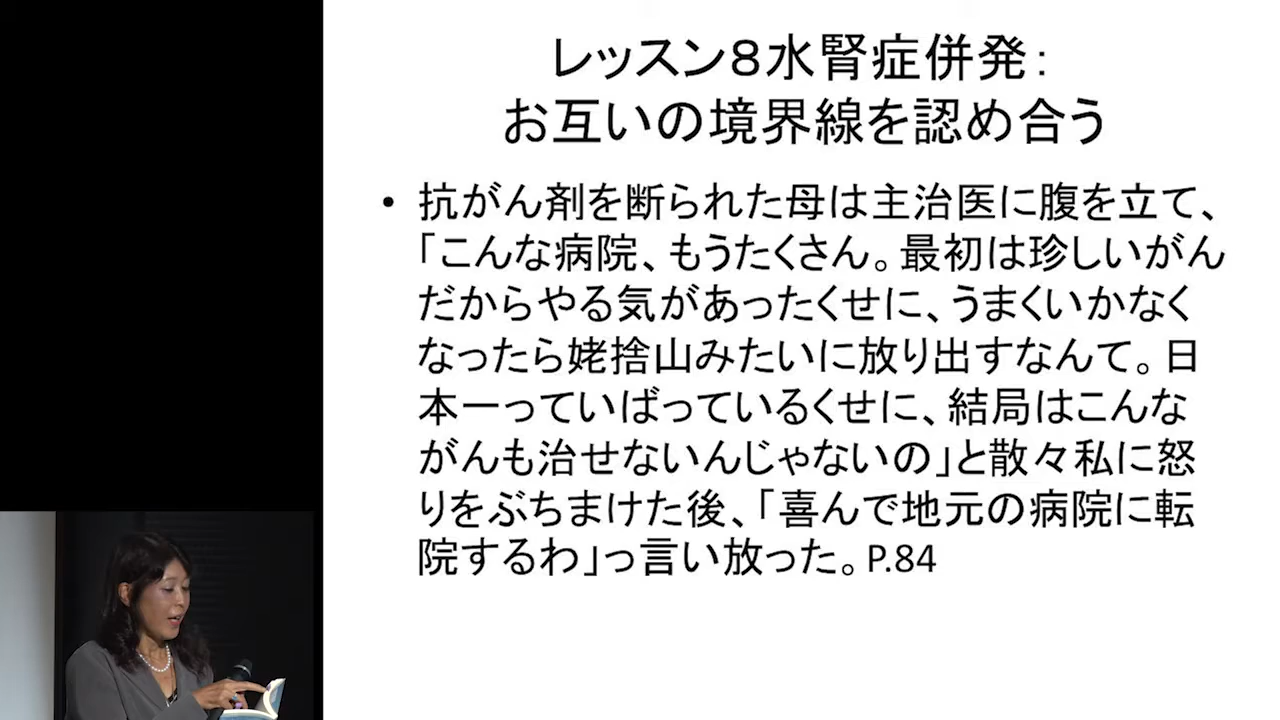 レッスン８水腎症併発：
お互いの境界線を認め合う
• 抗がん剤を断られた母は主治医に腹を立て、
「こんな病院、もうたくさん。最初は珍しいがん
だからやる気があったくせに、うまくいかなく
なったら姥捨山みたいに放り出すなんて。日
本一っていばっているくせに、結局はこんな
がんも治せないんじゃないの」と散々私に怒
りをぶちまけた後、「喜んで地元の病院に転
院するわ」っ言い放った。P.84